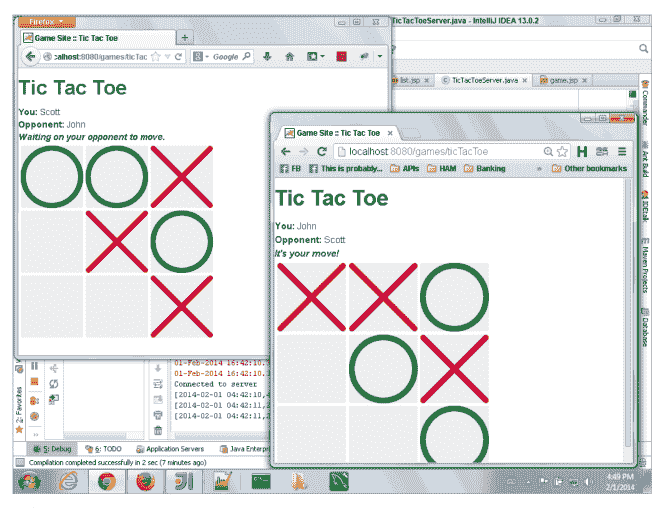 Firefox
TicTacToeServer.java - IntelliJ IDEA 13.0.2
Game Site :: Tic Tac Toe
:alhost:8080/games/ticTac
Google
list.jsp
TicTacToeServer.java
game.jsp
Tic Tac Toe
You: Scott
Opponent: John
Waiting on your opponent to move.
Game Site :: Tic Tac Toe
localhost:8080/games/ticTacToe
FB
This is probably...
APIs
HAM
Banking
»
Other bookmarks
Tic Tac Toe
You: John
Opponent: Scott
It's your move!
Commander
Ant Build
Maven Projects
Database
2: Favorites
01-Feb-2014 16:42:10.
01-Feb-2014 16:42:10.
Connected to server
[2014-02-01 04:42:10,
[2014-02-01 04:42:11,
[2014-02-01 04:42:11,
5: Debug
6: TODO
Application Servers
Java Enterpr
Compilation completed successfully in 2 sec (7 minutes ago)
4:49 PM
2/1/2014